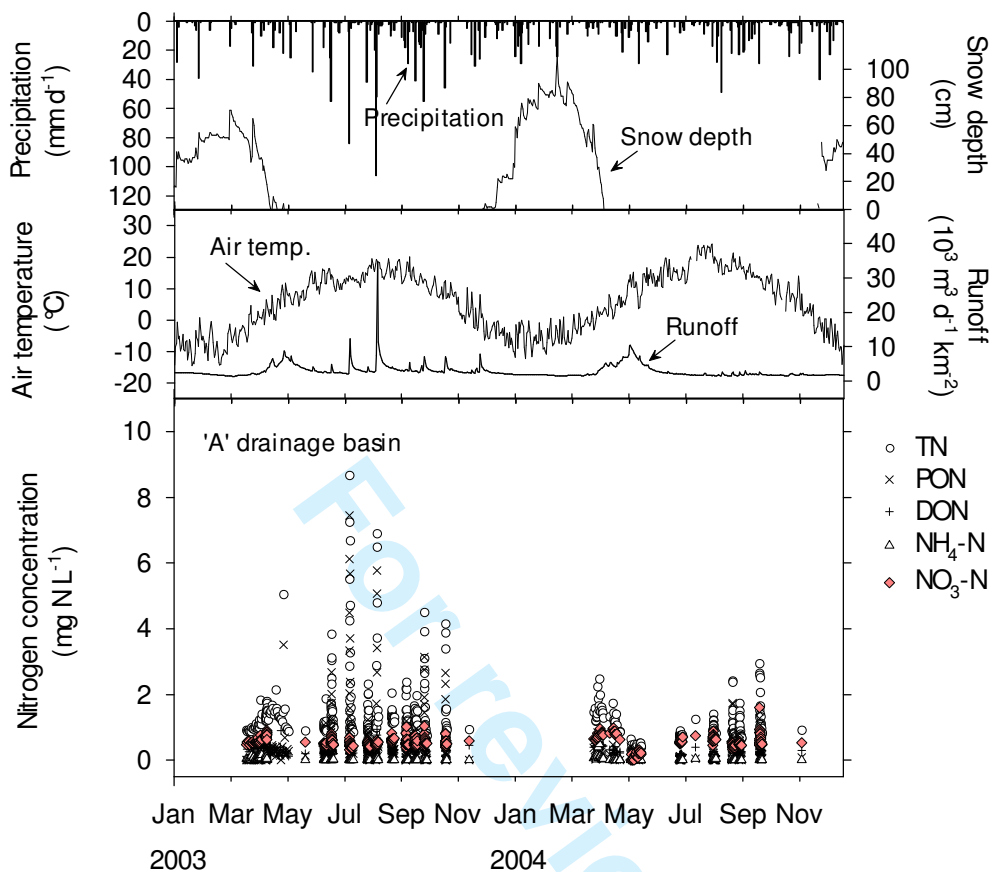 Precipitation
(mm d-1)
0
20
40
60
80
100
120
Precipitation
Snow depth
100
80
60
40
20
0
Snow depth
(cm)
Air temperature
(℃)
30
20
10
0
-10
-20
Air temp.
Runoff
40
30
20
10
0
Runoff
(10³ m³ d-1 km-2)
Nitrogen concentration
(mg N L-1)
10
8
6
4
2
0
'A' drainage basin
TN
PON
DON
NH4-N
NO3-N
For review
Jan Mar May Jul Sep Nov Jan Mar May Jul Sep Nov
2003 2004